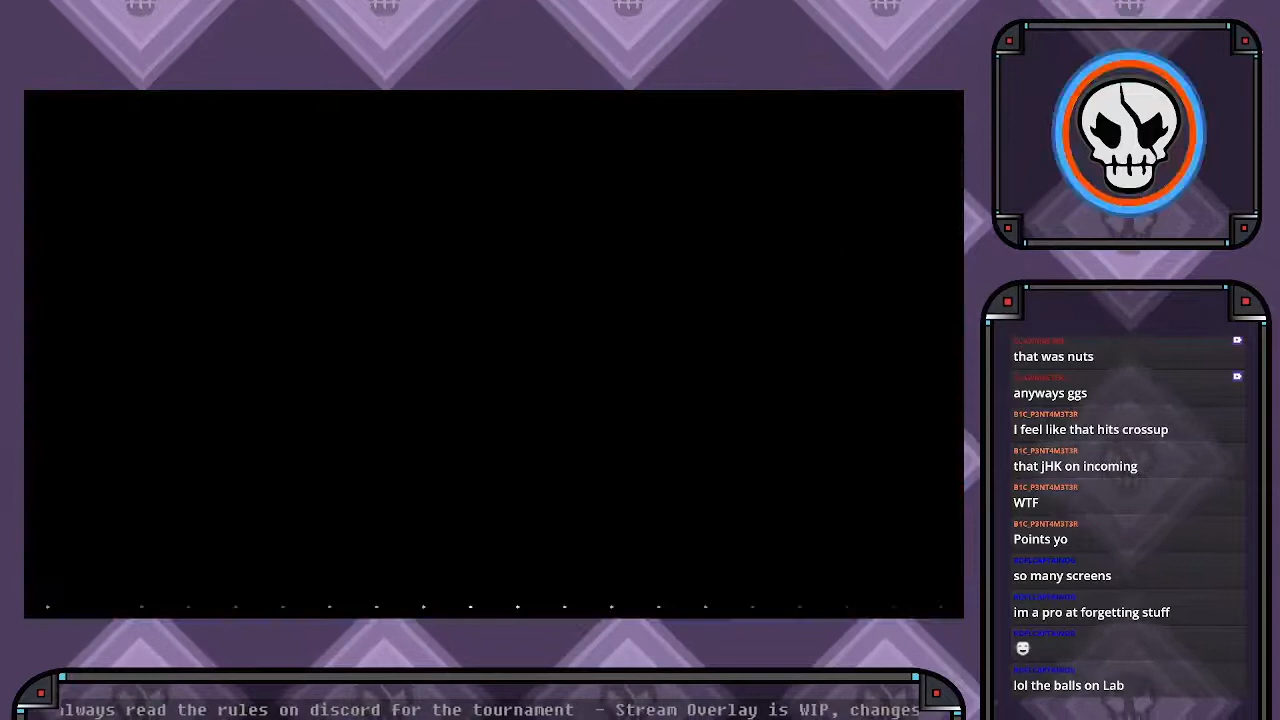 that was nuts
anyways ggs
B1C_P3NT4M3T3R
I feel like that hits crossup
B1C_P3NT4M3T3R
that jHK on incoming
B1C_P3NT4M3T3R
WTF
B1C_P3NT4M3T3R
Points yo
so many screens
im a pro at forgetting stuff
lol the balls on Lab
lways read the rules on discord for the tournament - Stream Overlay is WIP, changes